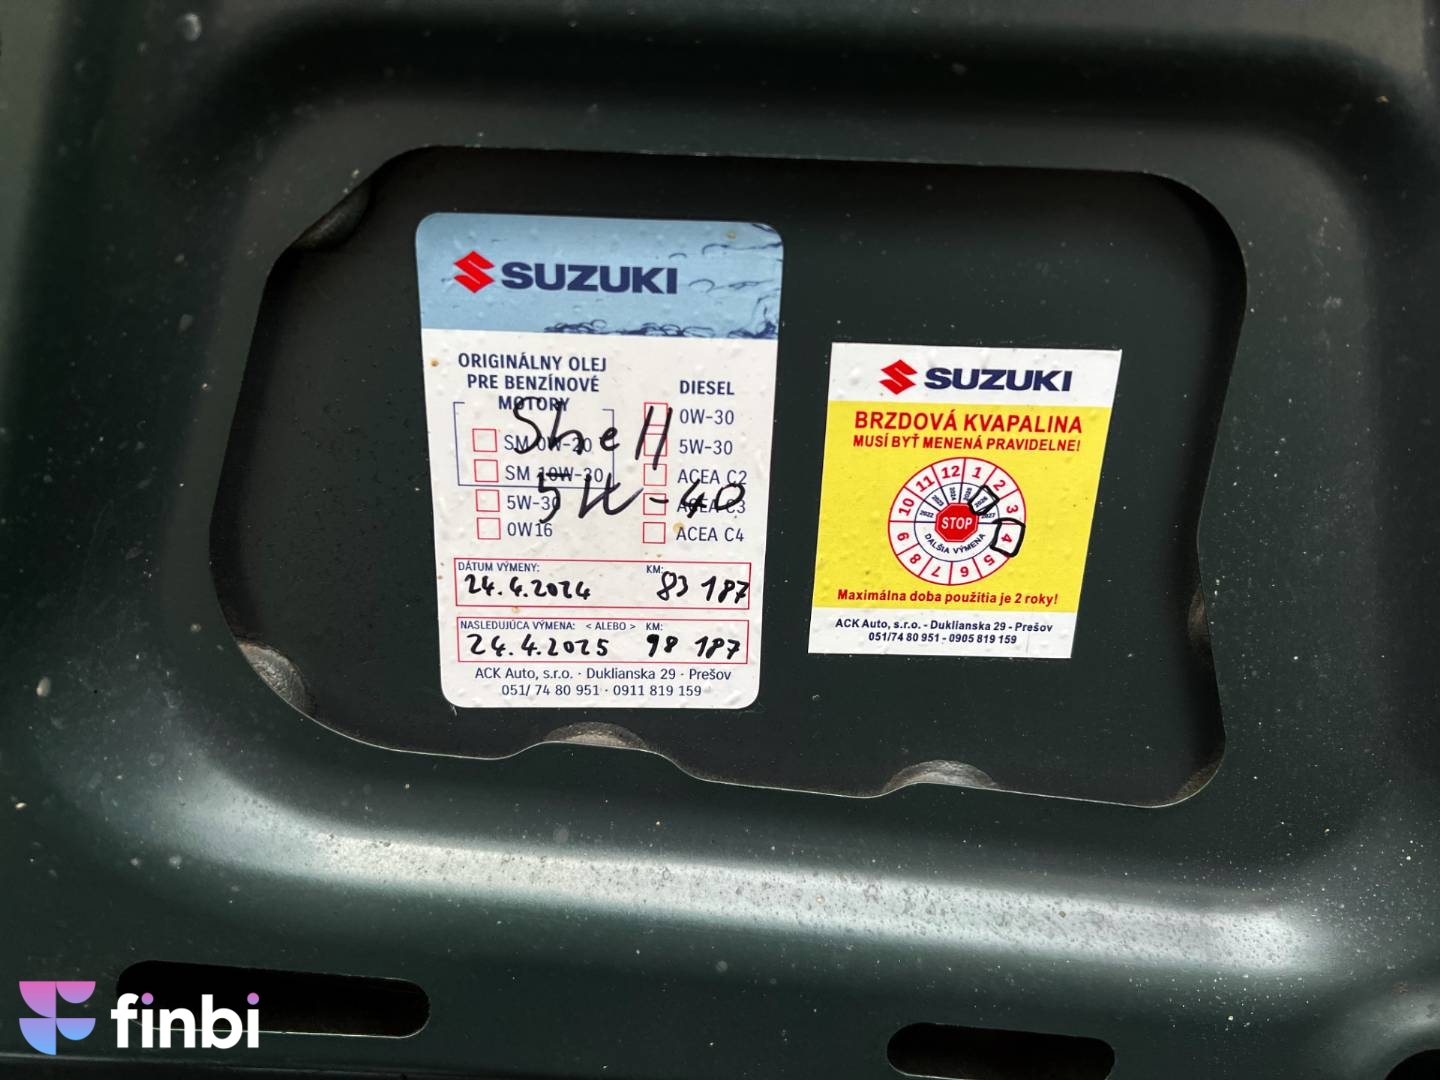 SUZUKI
ORIGINÁLNY OLEJ
PRE BENZÍNOVÉ
MOTORY
SM 0W-20
SM 10W-30
5W-30
0W16
DIESEL
0W-30
5W-30
ACEA C2
ACEA C3
ACEA C4
Shell
5W-40
DÁTUM VÝMENY: KM:
24.4.2024 83 187
NASLEDUJÚCA VÝMENA: < ALEBO > KM:
24.4.2025 98 187
ACK Auto, s.r.o. · Duklianska 29 · Prešov
051/ 74 80 951 · 0911 819 159
SUZUKI
BRZDOVÁ KVAPALINA
MUSÍ BYŤ MENENÁ PRAVIDELNE!
1 2 3 4 5 6 7 8 9 10 11 12
2022 2026 2027
STOP
ĎALŠIA VÝMENA
Maximálna doba použitia je 2 roky!
ACK Auto, s.r.o. - Duklianska 29 - Prešov
051/74 80 951 - 0905 819 159
finbi